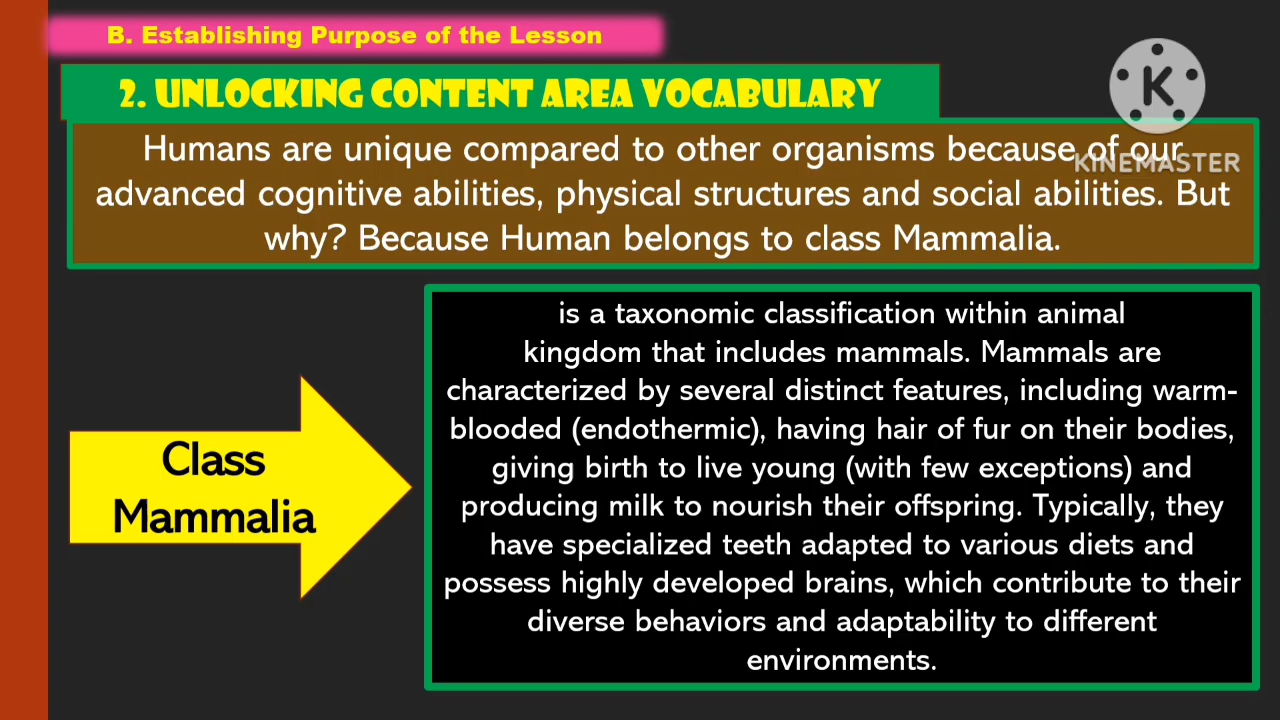 B. Establishing Purpose of the Lesson
2. UNLOCKING CONTENT AREA VOCABULARY
K
KINEMASTER
Humans are unique compared to other organisms because of our
advanced cognitive abilities, physical structures and social abilities. But
why? Because Human belongs to class Mammalia.
Class
Mammalia
is a taxonomic classification within animal
kingdom that includes mammals. Mammals are
characterized by several distinct features, including warm-
blooded (endothermic), having hair of fur on their bodies,
giving birth to live young (with few exceptions) and
producing milk to nourish their offspring. Typically, they
have specialized teeth adapted to various diets and
possess highly developed brains, which contribute to their
diverse behaviors and adaptability to different
environments.